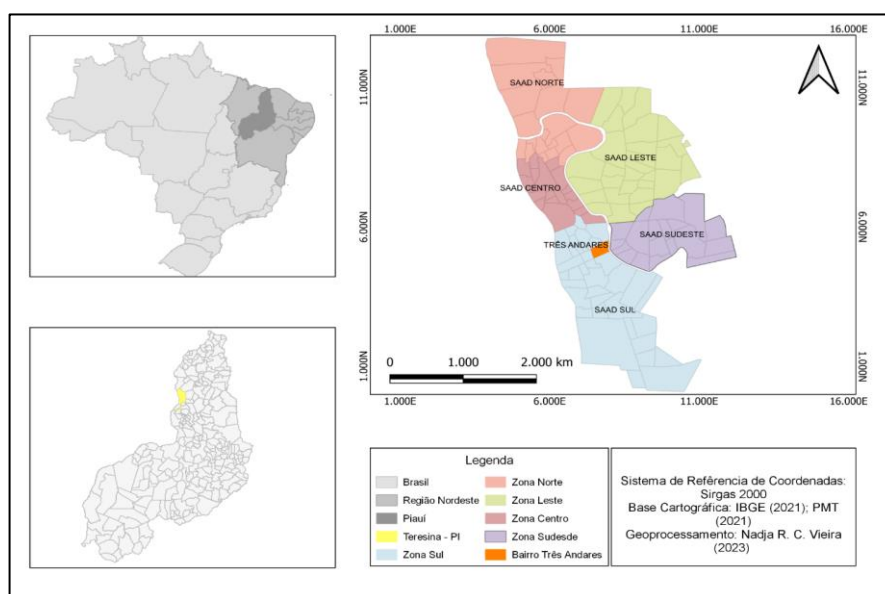 1.000E 6.000E 11.000E 16.000E
11.000N 11.000N
SAAD NORTE
SAAD LESTE
SAAD CENTRO
6.000N 6.000N
TRÊS ANDARES
SAAD SUDESTE
SAAD SUL
0 1.000 2.000 km
1.000N 1.000N
1.000E 6.000E 11.000E 16.000E
Legenda
Brasil
Região Nordeste
Piauí
Teresina - PI
Zona Sul
Zona Norte
Zona Leste
Zona Centro
Zona Sudesde
Bairro Três Andares
Sistema de Refêrencia de Coordenadas:
Sirgas 2000
Base Cartográfica: IBGE (2021); PMT
(2021)
Geoprocessamento: Nadja R. C. Vieira
(2023)